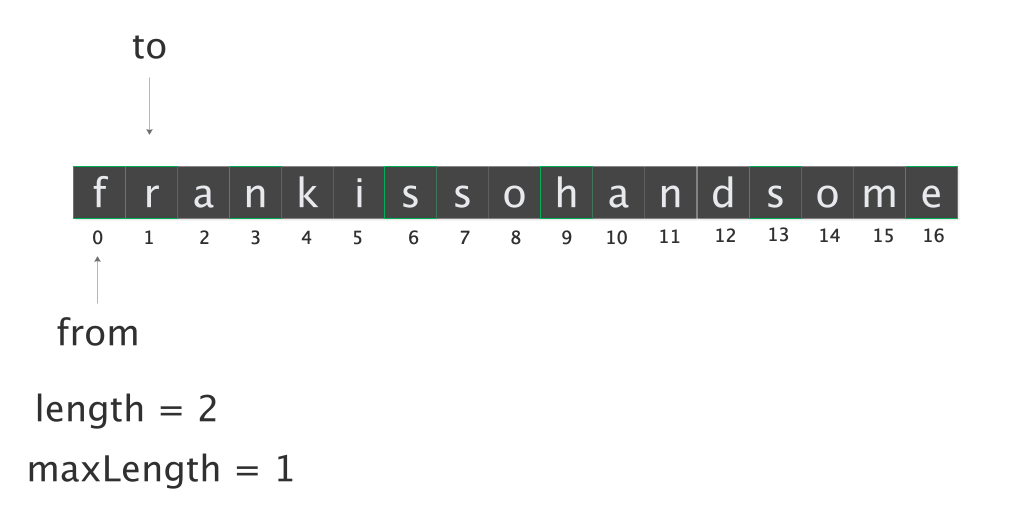 to
f r a n k i s s o h a n d s o m e
0 1 2 3 4 5 6 7 8 9 10 11 12 13 14 15 16
from
length = 2
maxLength = 1